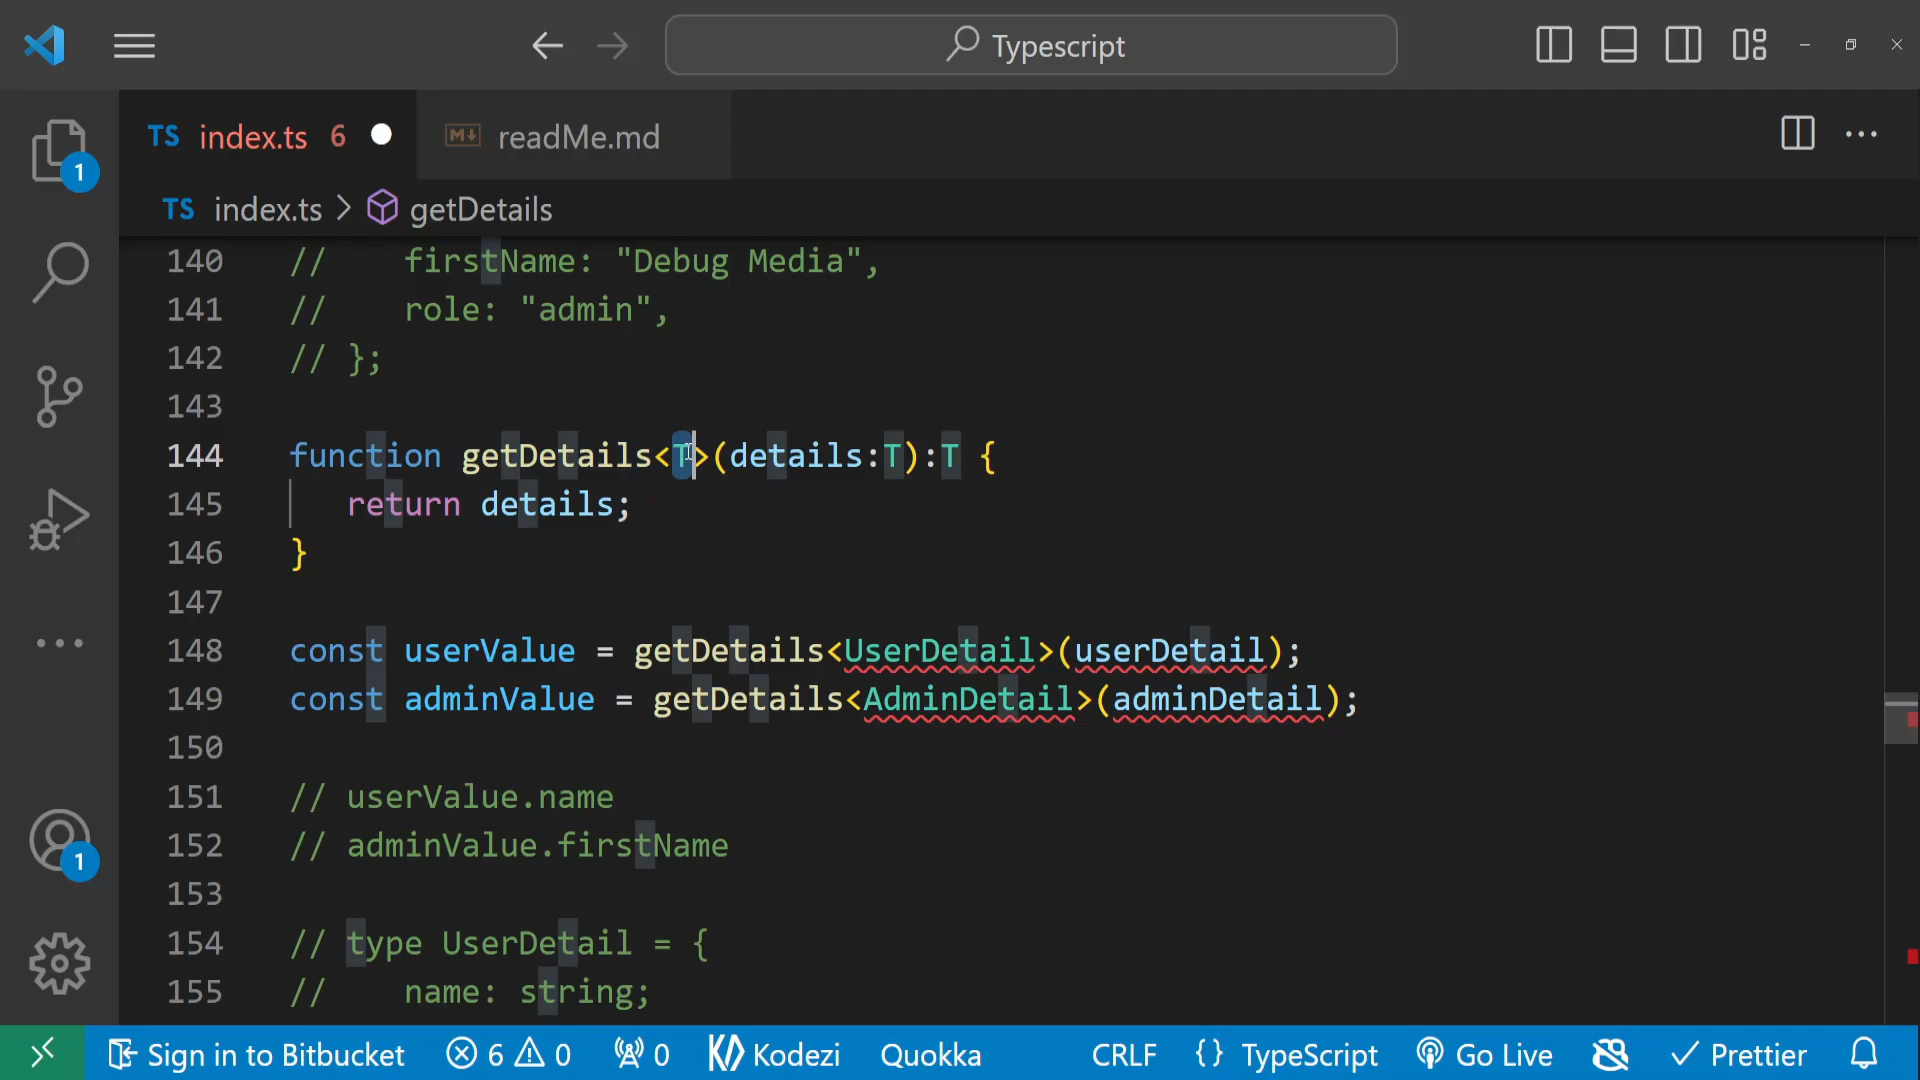 Typescript
TS index.ts 6
readMe.md
TS index.ts > getDetails
140 // firstName: "Debug Media",
141 // role: "admin",
142 // };
143
144 function getDetails<T>(details:T):T {
145 return details;
146 }
147
148 const userValue = getDetails<UserDetail>(userDetail);
149 const adminValue = getDetails<AdminDetail>(adminDetail);
150
151 // userValue.name
152 // adminValue.firstName
153
154 // type UserDetail = {
155 // name: string;
1
1
Sign in to Bitbucket 6 0 0 Kodezi Quokka CRLF {} TypeScript Go Live Prettier